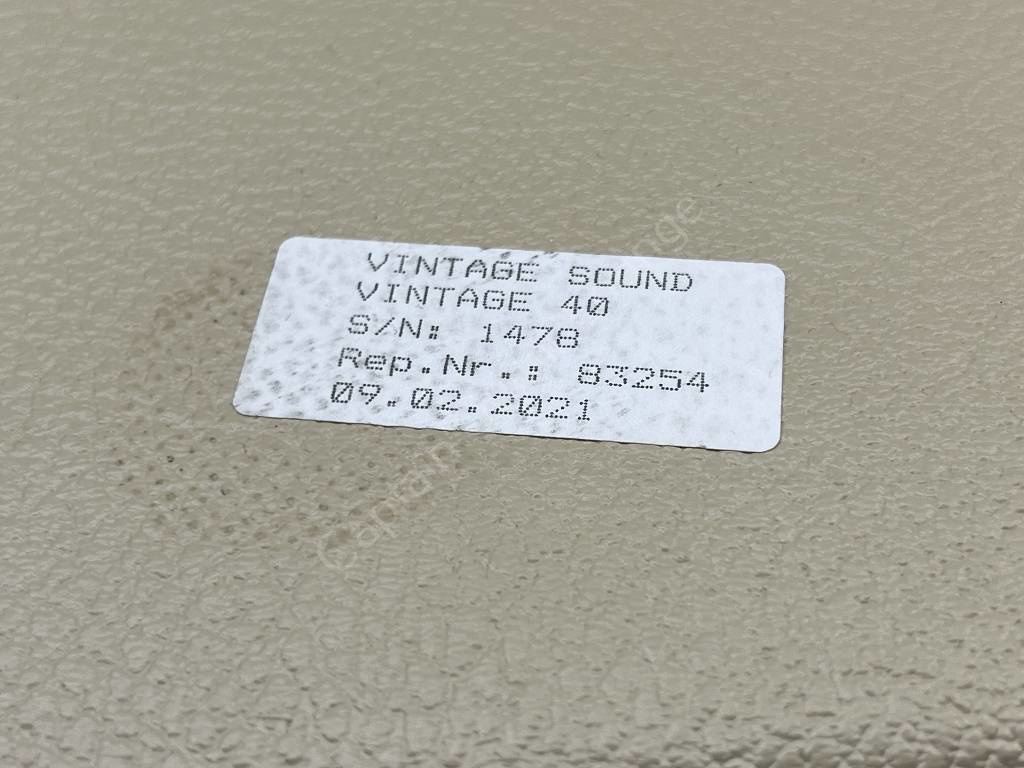 VINTAGE SOUND
VINTAGE 40
S/N: 1478
Rep.Nr.: 83254
09.02.2021